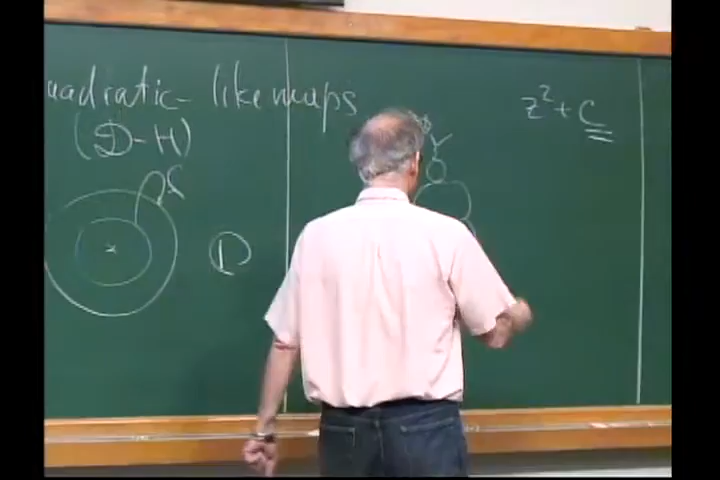 uadratic-like maps
(D-H)
f
D
z² + c